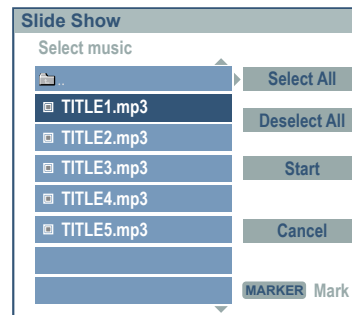 Slide Show
Select music
..
Select All
TITLE1.mp3
Deselect All
TITLE2.mp3
TITLE3.mp3
Start
TITLE4.mp3
TITLE5.mp3
Cancel
MARKER Mark